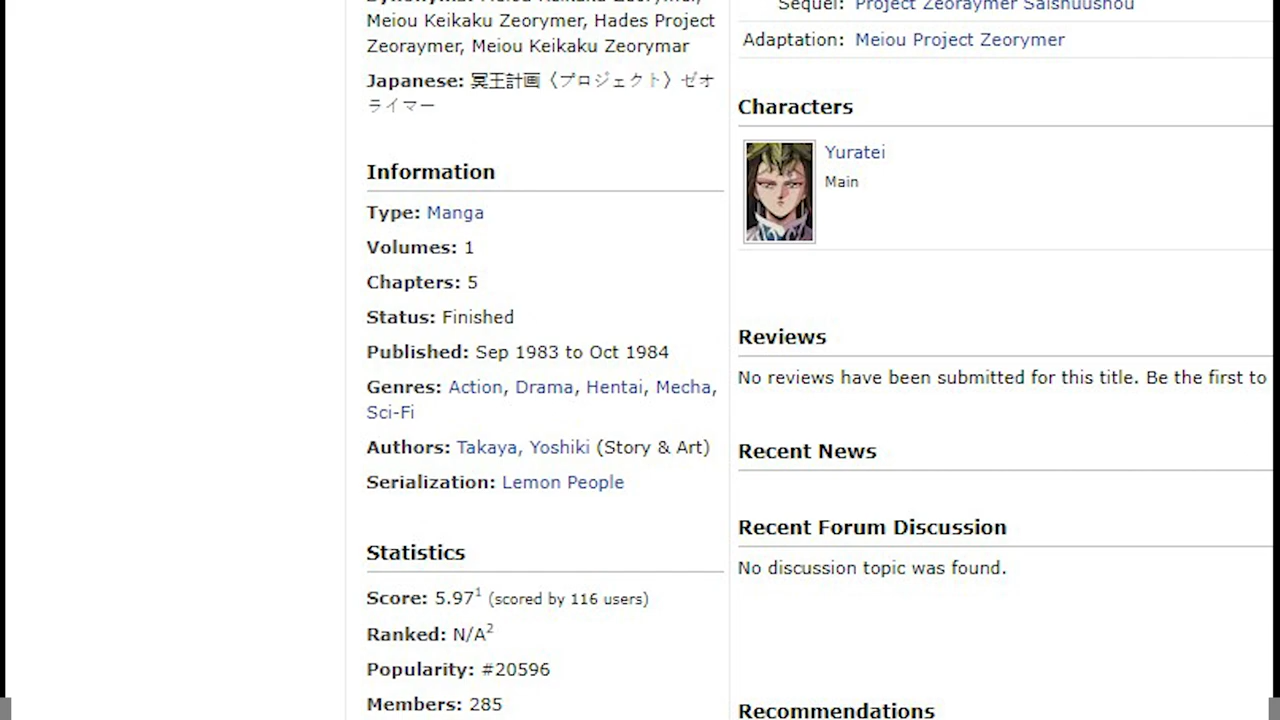 Meiou Keikaku Zeorymer, Hades Project
Zeoraymer, Meiou Keikaku Zeorymar
Japanese: 冥王計画〈プロジェクト〉ゼオ
ライマー
Information
Type: Manga
Volumes: 1
Chapters: 5
Status: Finished
Published: Sep 1983 to Oct 1984
Genres: Action, Drama, Hentai, Mecha,
Sci-Fi
Authors: Takaya, Yoshiki (Story & Art)
Serialization: Lemon People
Statistics
Score: 5.97¹ (scored by 116 users)
Ranked: N/A²
Popularity: #20596
Members: 285
Sequel: Project Zeoraymer Saishuushou
Adaptation: Meiou Project Zeorymer
Characters
Yuratei
Main
Reviews
No reviews have been submitted for this title. Be the first to
Recent News
Recent Forum Discussion
No discussion topic was found.
Recommendations